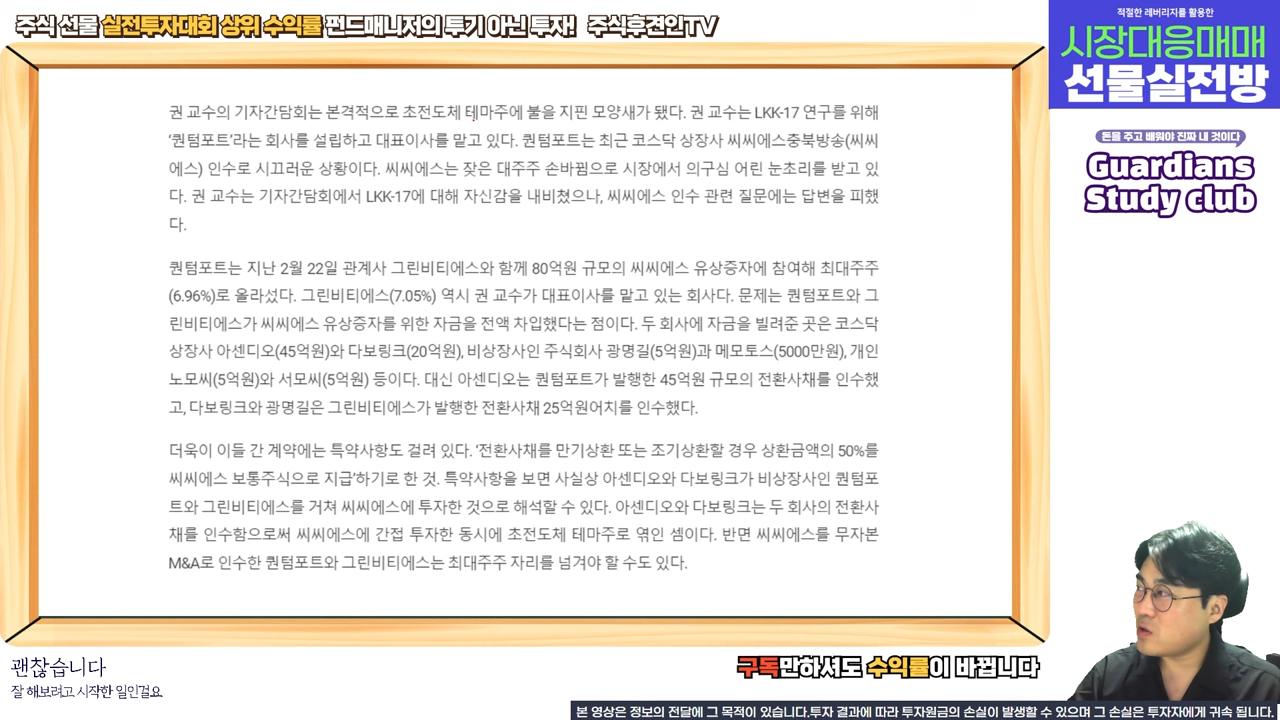 주식 선물 실전투자대회 상위 수익률 펀드매니저의 투기 아닌 투자! 주식후견인TV
적절한 레버리지를 활용한
시장대응매매
선물실전방
돈을 주고 배워야 진짜 내 것이다
Guardians
Study club
권 교수의 기자간담회는 본격적으로 초전도체 테마주에 불을 지핀 모양새가 됐다. 권 교수는 LKK-17 연구를 위해
‘퀀텀포트’라는 회사를 설립하고 대표이사를 맡고 있다. 퀀텀포트는 최근 코스닥 상장사 씨씨에스충북방송(씨씨
에스) 인수로 시끄러운 상황이다. 씨씨에스는 잦은 대주주 손바뀜으로 시장에서 의구심 어린 눈초리를 받고 있
다. 권 교수는 기자간담회에서 LKK-17에 대해 자신감을 내비쳤으나, 씨씨에스 인수 관련 질문에는 답변을 피했
다.
퀀텀포트는 지난 2월 22일 관계사 그린비티에스와 함께 80억원 규모의 씨씨에스 유상증자에 참여해 최대주주
(6.96%)로 올라섰다. 그린비티에스(7.05%) 역시 권 교수가 대표이사를 맡고 있는 회사다. 문제는 퀀텀포트와 그
린비티에스가 씨씨에스 유상증자를 위한 자금을 전액 차입했다는 점이다. 두 회사에 자금을 빌려준 곳은 코스닥
상장사 아센디오(45억원)와 다보링크(20억원), 비상장사인 주식회사 광명길(5억원)과 메모토스(5000만원), 개인
노모씨(5억원)와 서모씨(5억원) 등이다. 대신 아센디오는 퀀텀포트가 발행한 45억원 규모의 전환사채를 인수했
고, 다보링크와 광명길은 그린비티에스가 발행한 전환사채 25억원어치를 인수했다.
더욱이 이들 간 계약에는 특약사항도 걸려 있다. ‘전환사채를 만기상환 또는 조기상환할 경우 상환금액의 50%를
씨씨에스 보통주식으로 지급’하기로 한 것. 특약사항을 보면 사실상 아센디오와 다보링크가 비상장사인 퀀텀포
트와 그린비티에스를 거쳐 씨씨에스에 투자한 것으로 해석할 수 있다. 아센디오와 다보링크는 두 회사의 전환사
채를 인수함으로써 씨씨에스에 간접 투자한 동시에 초전도체 테마주로 엮인 셈이다. 반면 씨씨에스를 무자본
M&A로 인수한 퀀텀포트와 그린비티에스는 최대주주 자리를 넘겨야 할 수도 있다.
괜찮습니다
잘 해보려고 시작한 일인걸요
구독만하셔도 수익률이 바뀝니다
본 영상은 정보의 전달에 그 목적이 있습니다.투자 결과에 따라 투자원금의 손실이 발생할 수 있으며 그 손실은 투자자에게 귀속 됩니다.